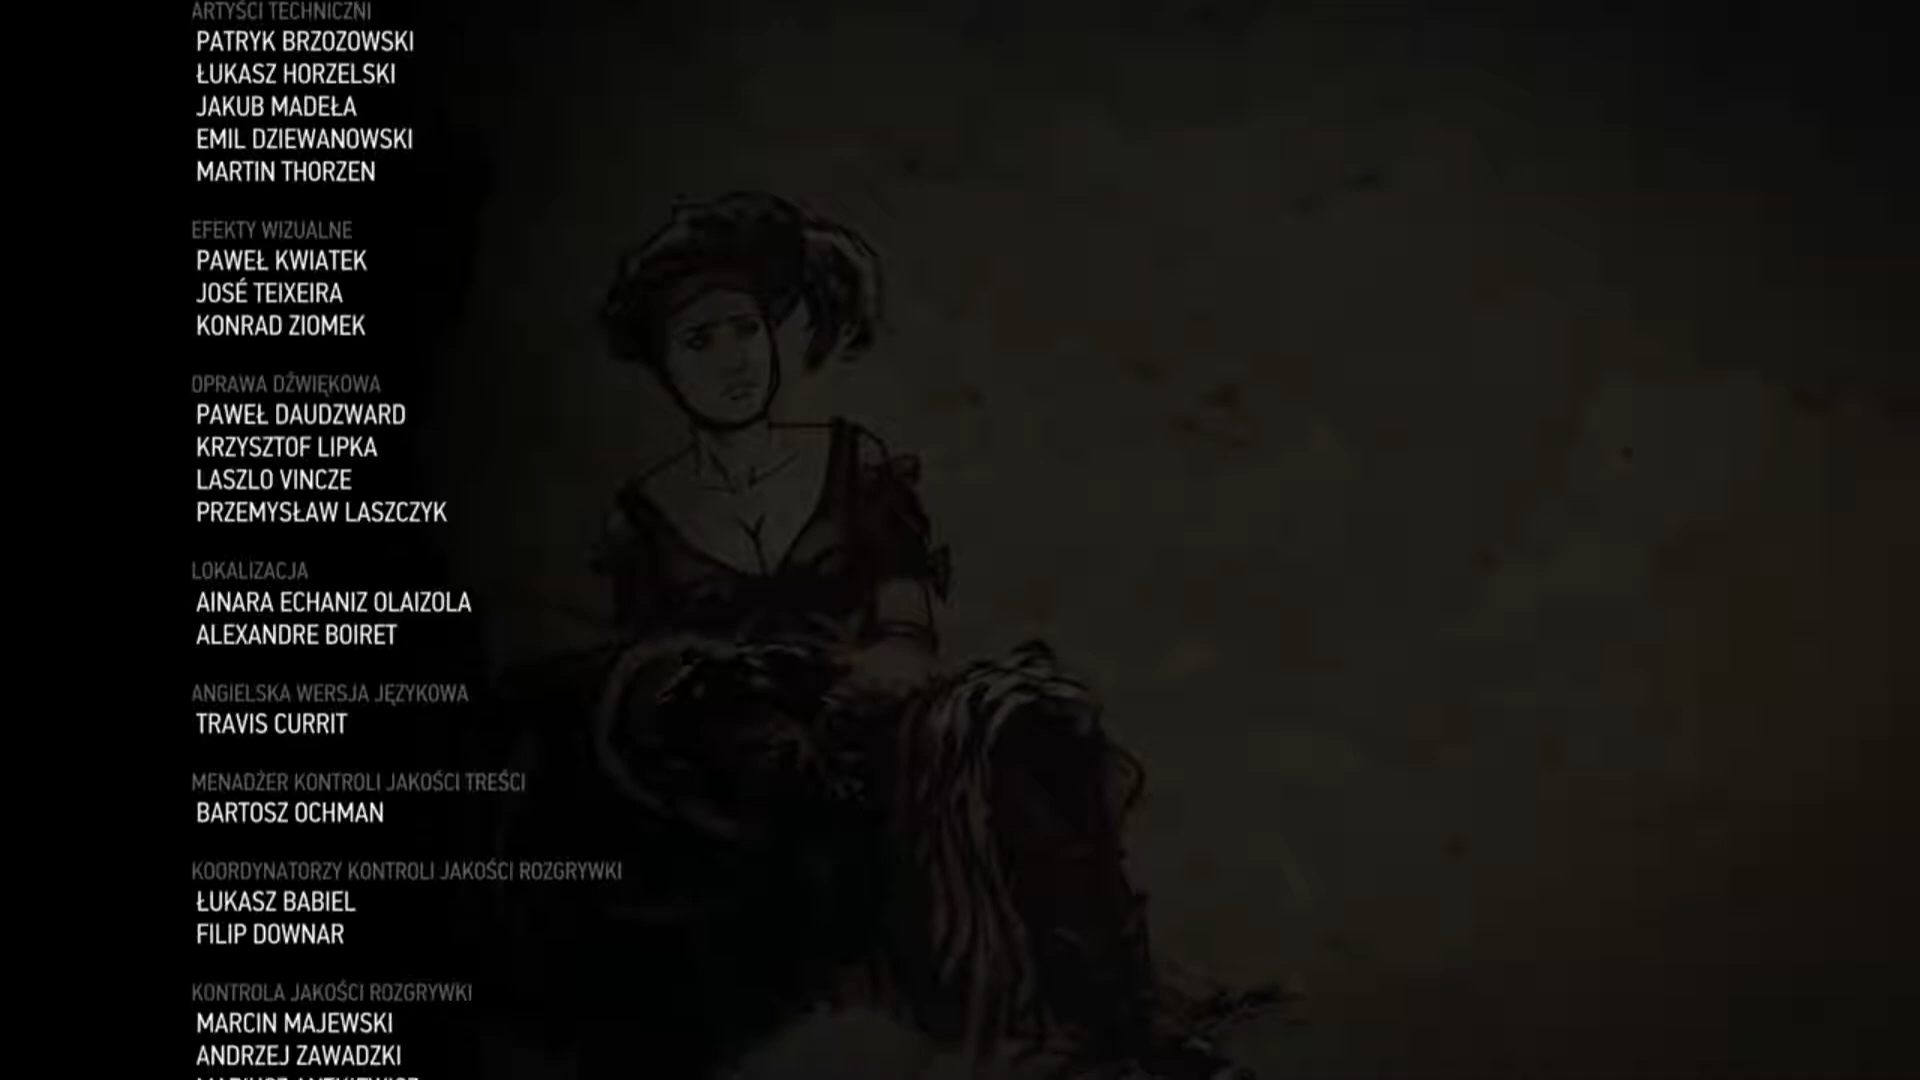 ARTYŚCI TECHNICZNI
PATRYK BRZOZOWSKI
ŁUKASZ HORZELSKI
JAKUB MADEŁA
EMIL DZIEWANOWSKI
MARTIN THORZEN
EFEKTY WIZUALNE
PAWEŁ KWIATEK
JOSÉ TEIXEIRA
KONRAD ZIOMEK
OPRAWA DŹWIĘKOWA
PAWEŁ DAUDZWARD
KRZYSZTOF LIPKA
LASZLO VINCZE
PRZEMYSŁAW LASZCZYK
LOKALIZACJA
AINARA ECHANIZ OLAIZOLA
ALEXANDRE BOIRET
ANGIELSKA WERSJA JĘZYKOWA
TRAVIS CURRIT
MENADŻER KONTROLI JAKOŚCI TREŚCI
BARTOSZ OCHMAN
KOORDYNATORZY KONTROLI JAKOŚCI ROZGRYWKI
ŁUKASZ BABIEL
FILIP DOWNAR
KONTROLA JAKOŚCI ROZGRYWKI
MARCIN MAJEWSKI
ANDRZEJ ZAWADZKI